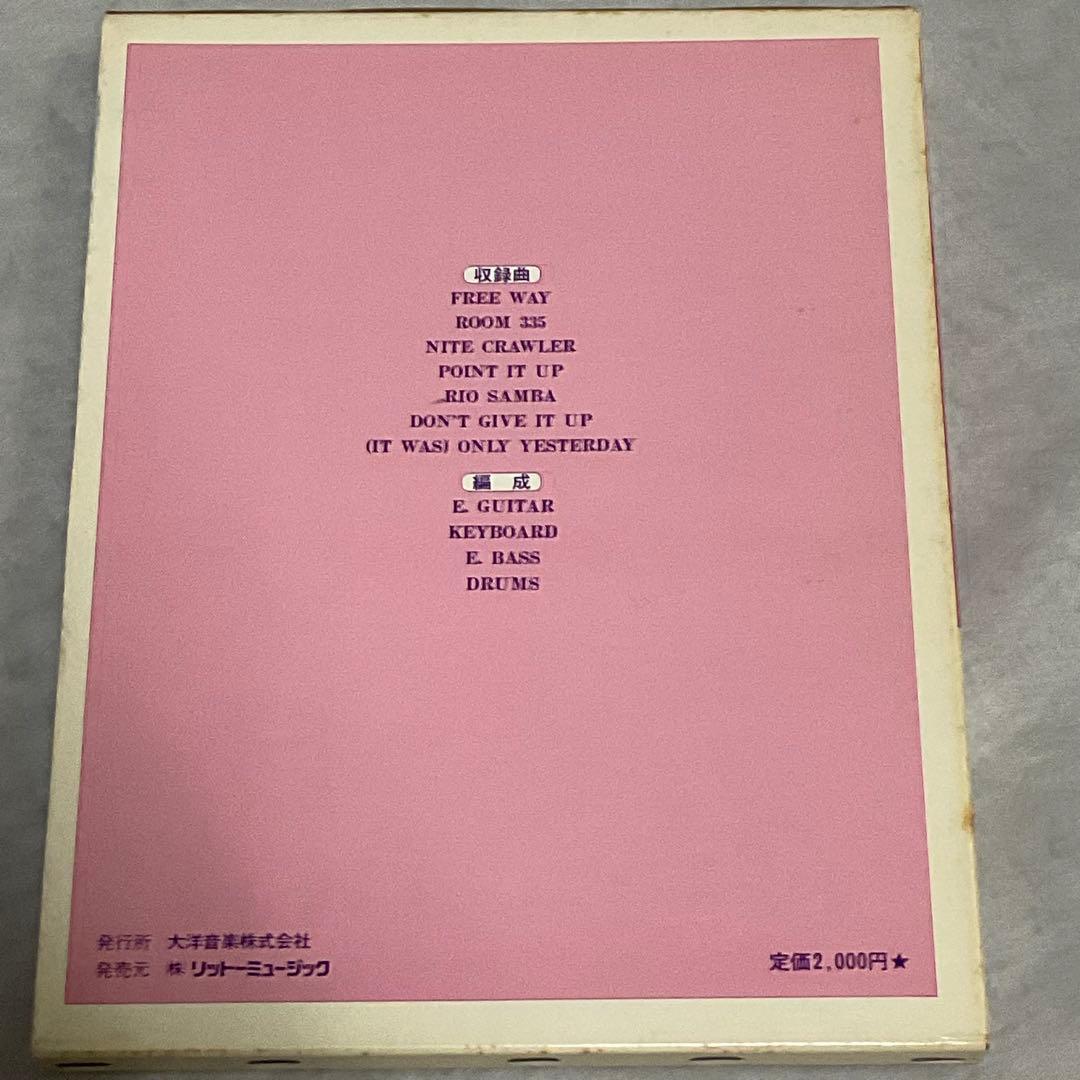 収録曲
FREE WAY
ROOM 335
NITE CRAWLER
POINT IT UP
RIO SAMBA
DON'T GIVE IT UP
(IT WAS) ONLY YESTERDAY
編 成
E. GUITAR
KEYBOARD
E. BASS
DRUMS
発行所 大洋音楽株式会社
発売元 ㈱ リットーミュージック
定価2,000円★